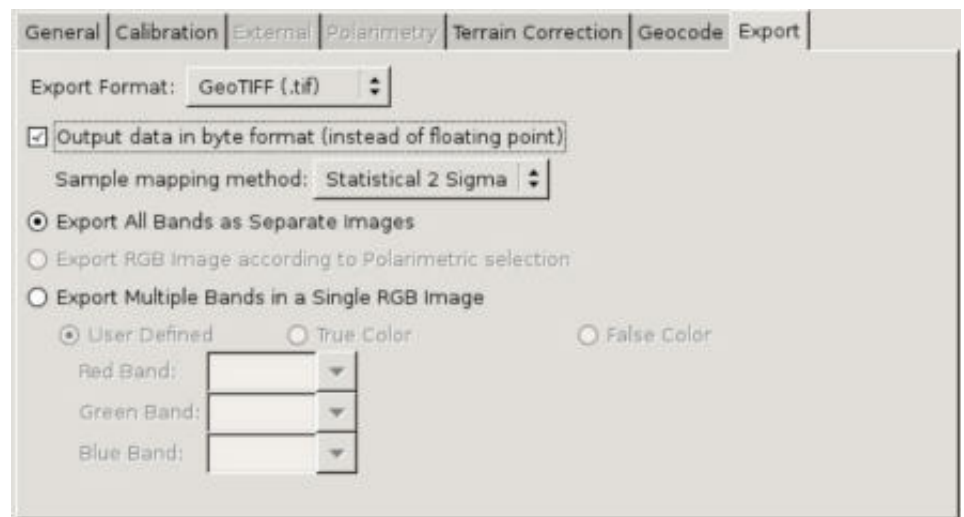 General Calibration External Polarimetry Terrain Correction Geocode Export
Export Format: GeoTIFF (.tif)
Output data in byte format (instead of floating point)
Sample mapping method: Statistical 2 Sigma
Export All Bands as Separate Images
Export RGB Image according to Polarimetric selection
Export Multiple Bands in a Single RGB Image
User Defined True Color False Color
Red Band:
Green Band:
Blue Band: